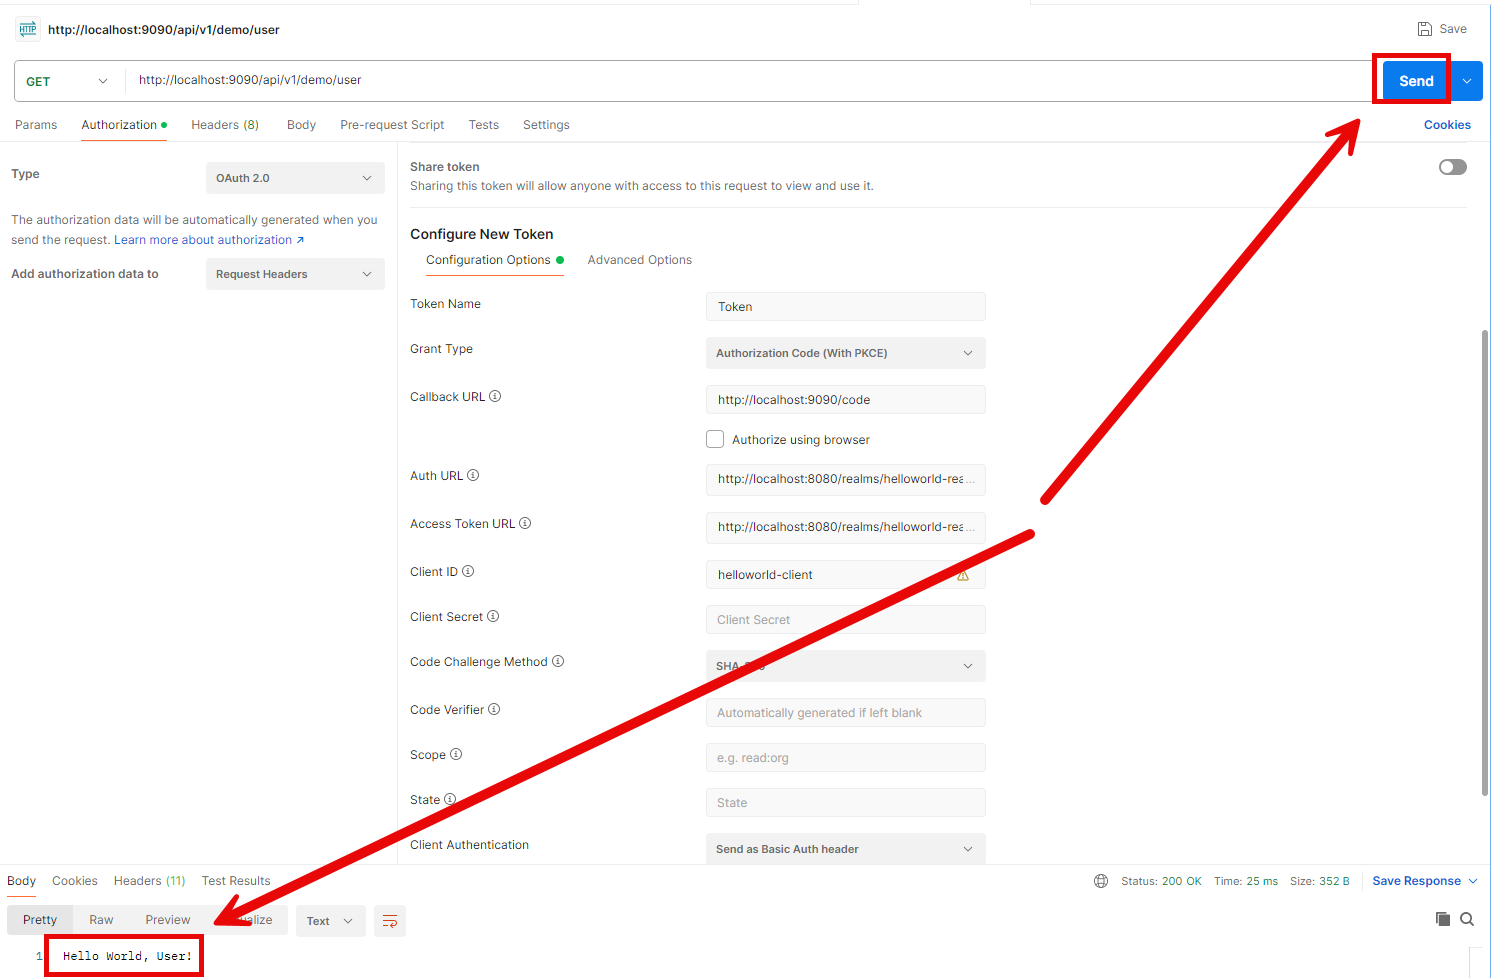 HTTP http://localhost:9090/api/v1/demo/user Save
GET http://localhost:9090/api/v1/demo/user Send
Params Authorization Headers (8) Body Pre-request Script Tests Settings Cookies
Type OAuth 2.0
The authorization data will be automatically generated when you
send the request. Learn more about authorization ↗
Add authorization data to Request Headers
Share token
Sharing this token will allow anyone with access to this request to view and use it.
Configure New Token
Configuration Options Advanced Options
Token Name Token
Grant Type Authorization Code (With PKCE)
Callback URL http://localhost:9090/code
Authorize using browser
Auth URL http://localhost:8080/realms/helloworld-rea...
Access Token URL http://localhost:8080/realms/helloworld-rea...
Client ID helloworld-client
Client Secret Client Secret
Code Challenge Method
Code Verifier Automatically generated if left blank
Scope e.g. read:org
State State
Client Authentication Send as Basic Auth header
Body Cookies Headers (11) Test Results Status: 200 OK Time: 25 ms Size: 352 B Save Response
Pretty Raw Preview Text
1 Hello World, User!